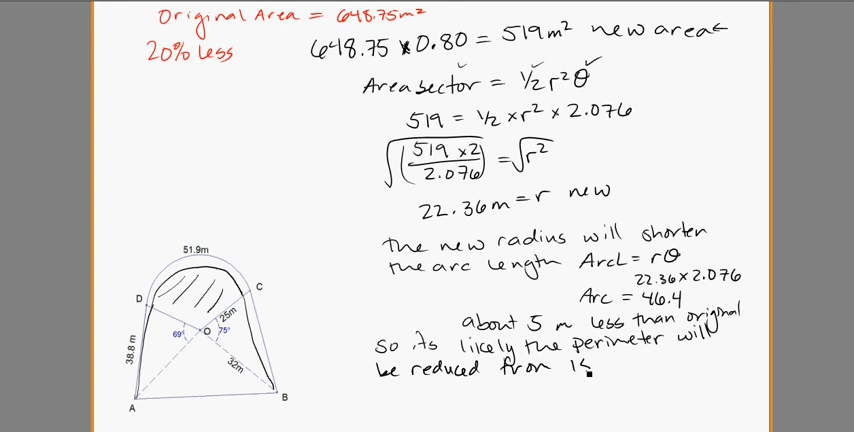 Original Area = 648.75m²
20% Less
648.75 x 0.80 = 519m² new area
Area sector = ½ r² θ
519 = ½ x r² x 2.076
√(519 x 2 / 2.076) = √r²
22.36m = r new
the new radius will shorten
the arc length ArcL = rθ
22.36 x 2.076
Arc = 46.4
about 5 m less than original
so its likely the perimeter will
be reduced from 15
51.9m
D
C
25m
69°
O
75°
38.8 m
32m
A
B